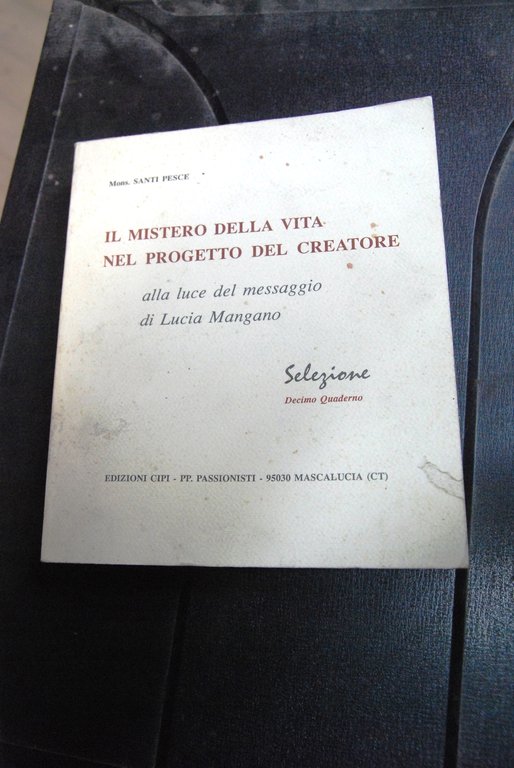 Mons. SANTI PESCE
IL MISTERO DELLA VITA
NEL PROGETTO DEL CREATORE
alla luce del messaggio
di Lucia Mangano
Selezione
Decimo Quaderno
EDIZIONI CIPI - PP. PASSIONISTI - 95030 MASCALUCIA (CT)